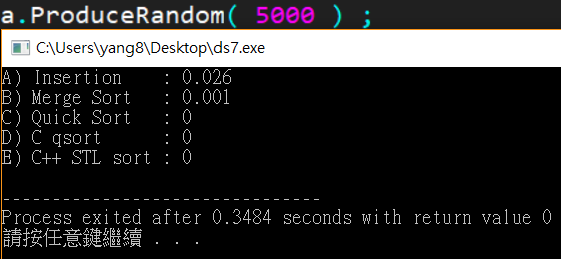 a.ProduceRandom( 5000 ) ;
C:\Users\yang8\Desktop\ds7.exe
A) Insertion    : 0.026
B) Merge Sort   : 0.001
C) Quick Sort   : 0
D) C qsort      : 0
E) C++ STL sort : 0
--------------------------------
Process exited after 0.3484 seconds with return value 0
請按任意鍵繼續 . . .